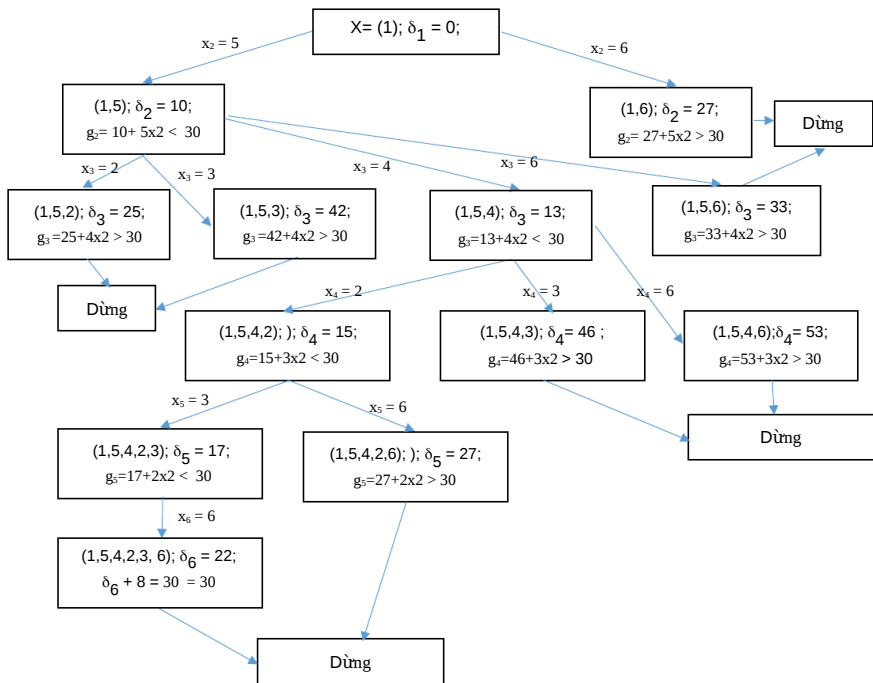 X= (1); δ1 = 0;
x2 = 5
x2 = 6
(1,5); δ2 = 10;
g2= 10+ 5x2 < 30
(1,6); δ2 = 27;
g2= 27+5x2 > 30
Dừng
x3 = 2
x3 = 3
x3 = 4
x3 = 6
(1,5,2); δ3 = 25;
g3 =25+4x2 > 30
(1,5,3); δ3 = 42;
g3 =42+4x2 > 30
(1,5,4); δ3 = 13;
g3=13+4x2 < 30
(1,5,6); δ3 = 33;
g3=33+4x2 > 30
Dừng
x4 = 2
x4 = 3
x4 = 6
(1,5,4,2); ); δ4 = 15;
g4=15+3x2 < 30
(1,5,4,3); δ4= 46 ;
g4=46+3x2 > 30
(1,5,4,6);δ4= 53;
g4=53+3x2 > 30
x5 = 3
x5 = 6
Dừng
(1,5,4,2,3); δ5 = 17;
g5=17+2x2 < 30
(1,5,4,2,6); ); δ5 = 27;
g5=27+2x2 > 30
x6 = 6
(1,5,4,2,3, 6); δ6 = 22;
δ6 + 8 = 30 = 30
Dừng